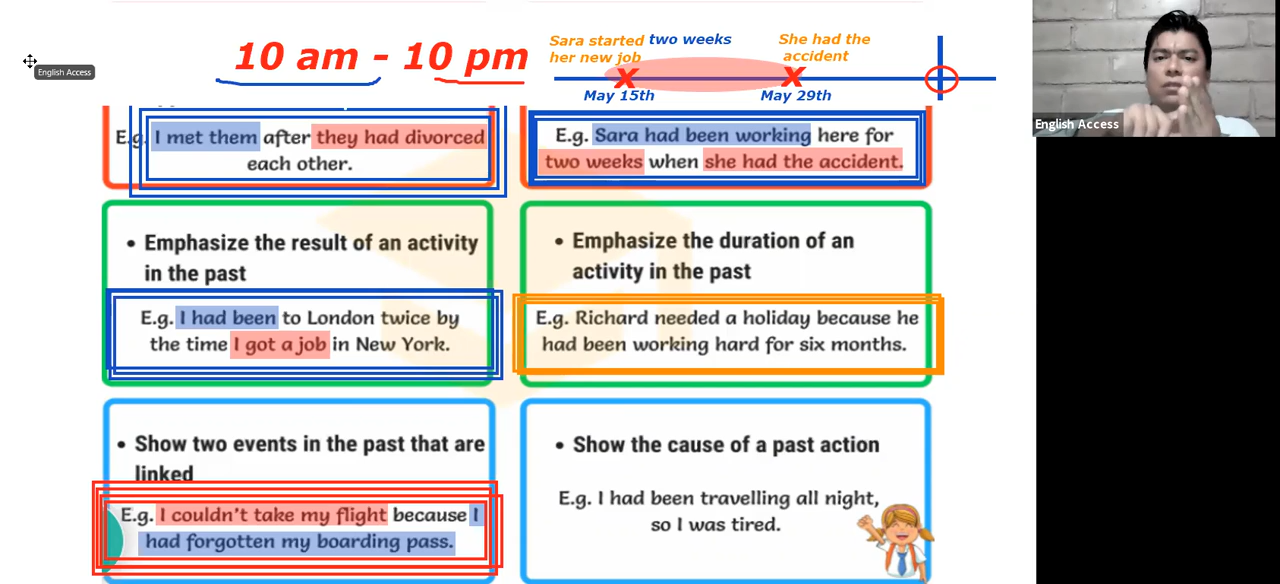 10 am - 10 pm
Sara started two weeks
her new job
She had the
accident
May 15th
May 29th
English Access
English Access
E.g. I met them after they had divorced
each other.
E.g. Sara had been working here for
two weeks when she had the accident.
• Emphasize the result of an activity
in the past
E.g. I had been to London twice by
the time I got a job in New York.
• Emphasize the duration of an
activity in the past
E.g. Richard needed a holiday because he
had been working hard for six months.
• Show two events in the past that are
linked
E.g. I couldn't take my flight because I
had forgotten my boarding pass.
• Show the cause of a past action
E.g. I had been travelling all night,
so I was tired.